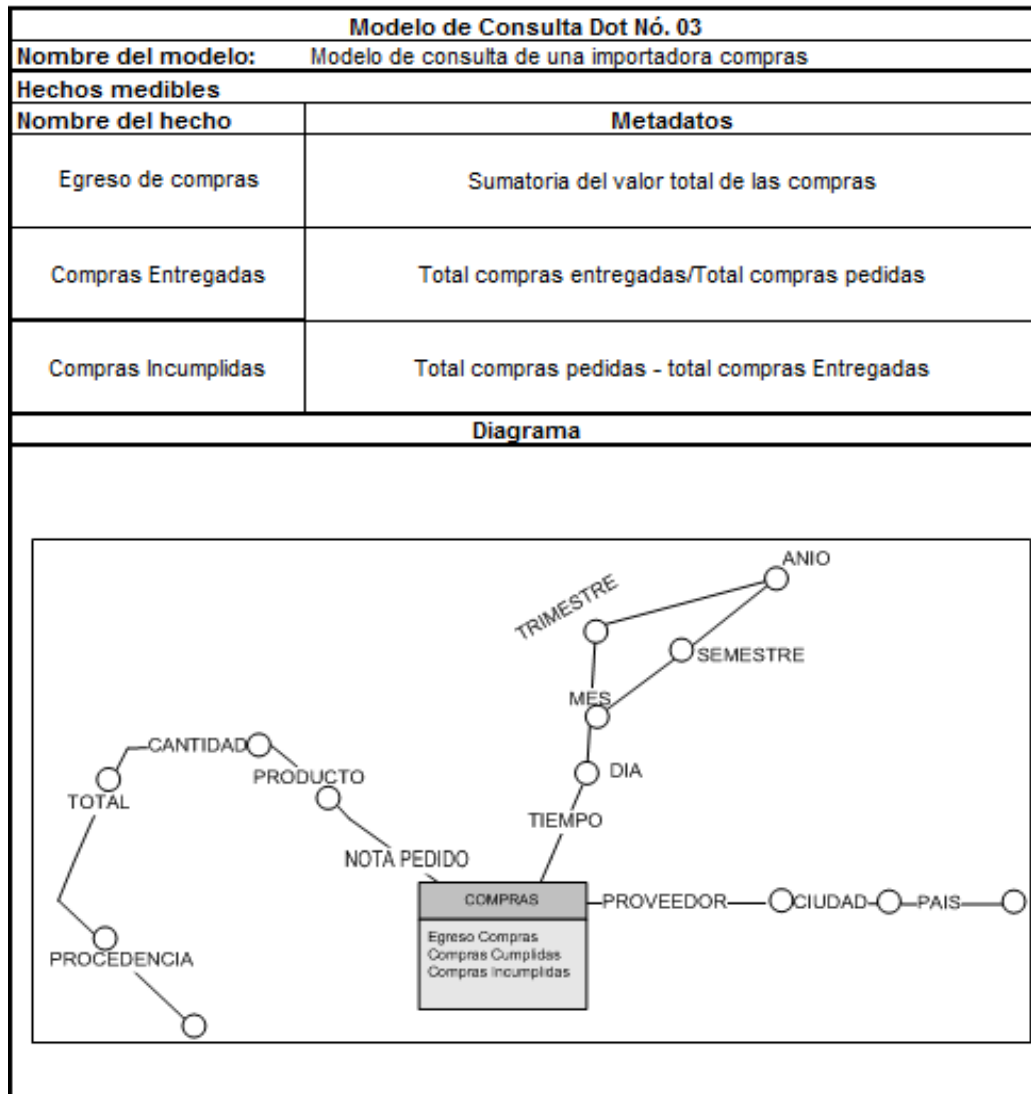 Modelo de Consulta Dot Nó. 03
Nombre del modelo: Modelo de consulta de una importadora compras
Hechos medibles
Nombre del hecho Metadatos
Egreso de compras Sumatoria del valor total de las compras
Compras Entregadas Total compras entregadas/Total compras pedidas
Compras Incumplidas Total compras pedidas - total compras Entregadas
Diagrama
ANIO
TRIMESTRE
SEMESTRE
MES
CANTIDAD
PRODUCTO
DIA
TOTAL
TIEMPO
NOTA PEDIDO
COMPRAS
PROVEEDOR
CIUDAD
PAIS
Egreso Compras
Compras Cumplidas
Compras Incumplidas
PROCEDENCIA